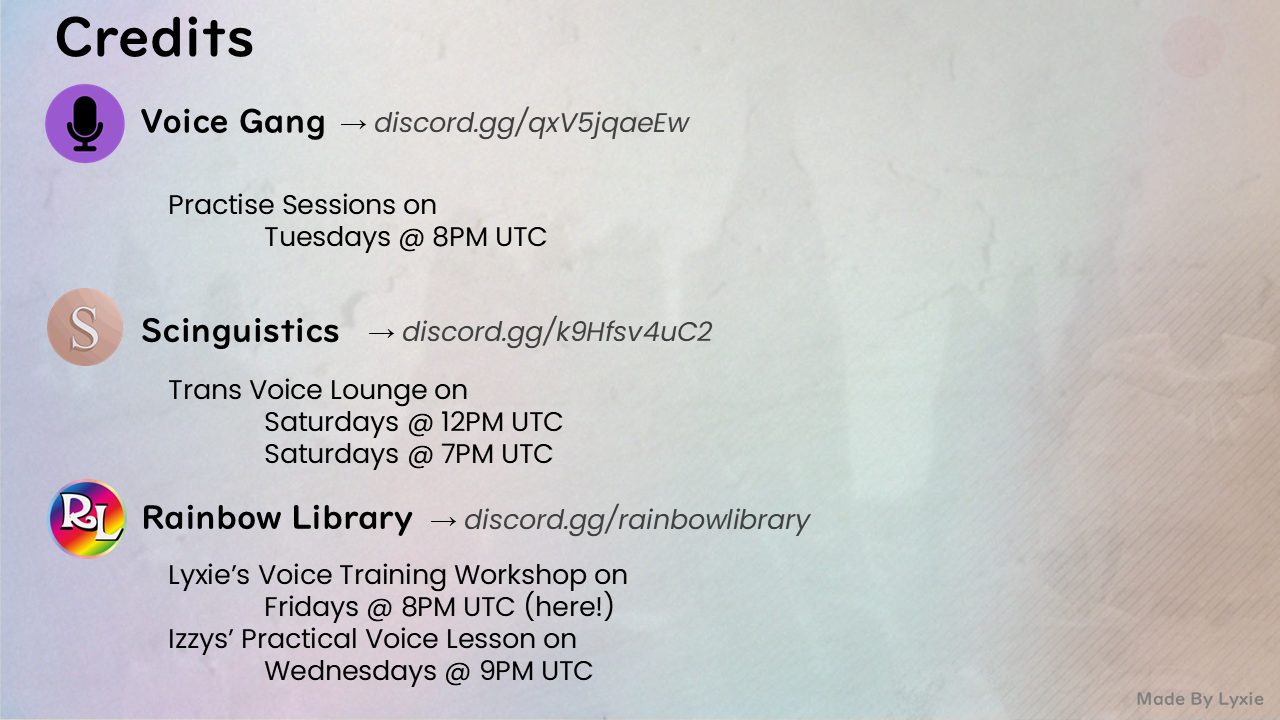 Credits
Voice Gang → discord.gg/qxV5jqaeEw
Practise Sessions on
Tuesdays @ 8PM UTC
S
Scinguistics → discord.gg/k9Hfsv4uC2
Trans Voice Lounge on
Saturdays @ 12PM UTC
Saturdays @ 7PM UTC
RL
Rainbow Library → discord.gg/rainbowlibrary
Lyxie’s Voice Training Workshop on
Fridays @ 8PM UTC (here!)
Izzys’ Practical Voice Lesson on
Wednesdays @ 9PM UTC
Made By Lyxie